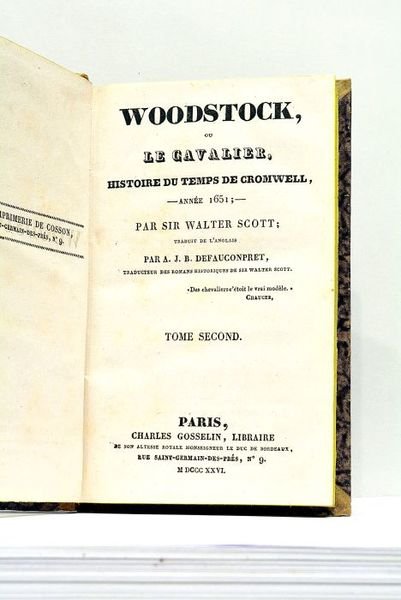 PRIMERIE DE COSSON,
-GERMAIN-DES-PRÉS, N° 9.
WOODSTOCK,
OU
LE CAVALIER,
HISTOIRE DU TEMPS DE CROMWELL,
—ANNÉE 1651;—
PAR SIR WALTER SCOTT;
TRADUIT DE L'ANGLAIS
PAR A. J. B. DEFAUCONPRET,
TRADUCTEUR DES ROMANS HISTORIQUES DE SIR WALTER SCOTT.
«Des chevaliers c'étoit le vrai modèle.»
CHAUCER,
TOME SECOND.
PARIS,
CHARLES GOSSELIN, LIBRAIRE
DE SON ALTESSE ROYALE MONSEIGNEUR LE DUC DE BORDEAUX,
RUE SAINT-GERMAIN-DES-PRÉS, N° 9.
M DCCC XXVI.